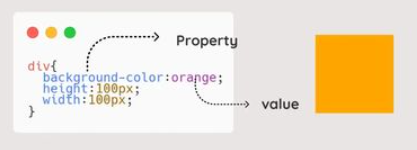 Property
div{
background-color:orange;
height:100px;
width:100px;
}
value